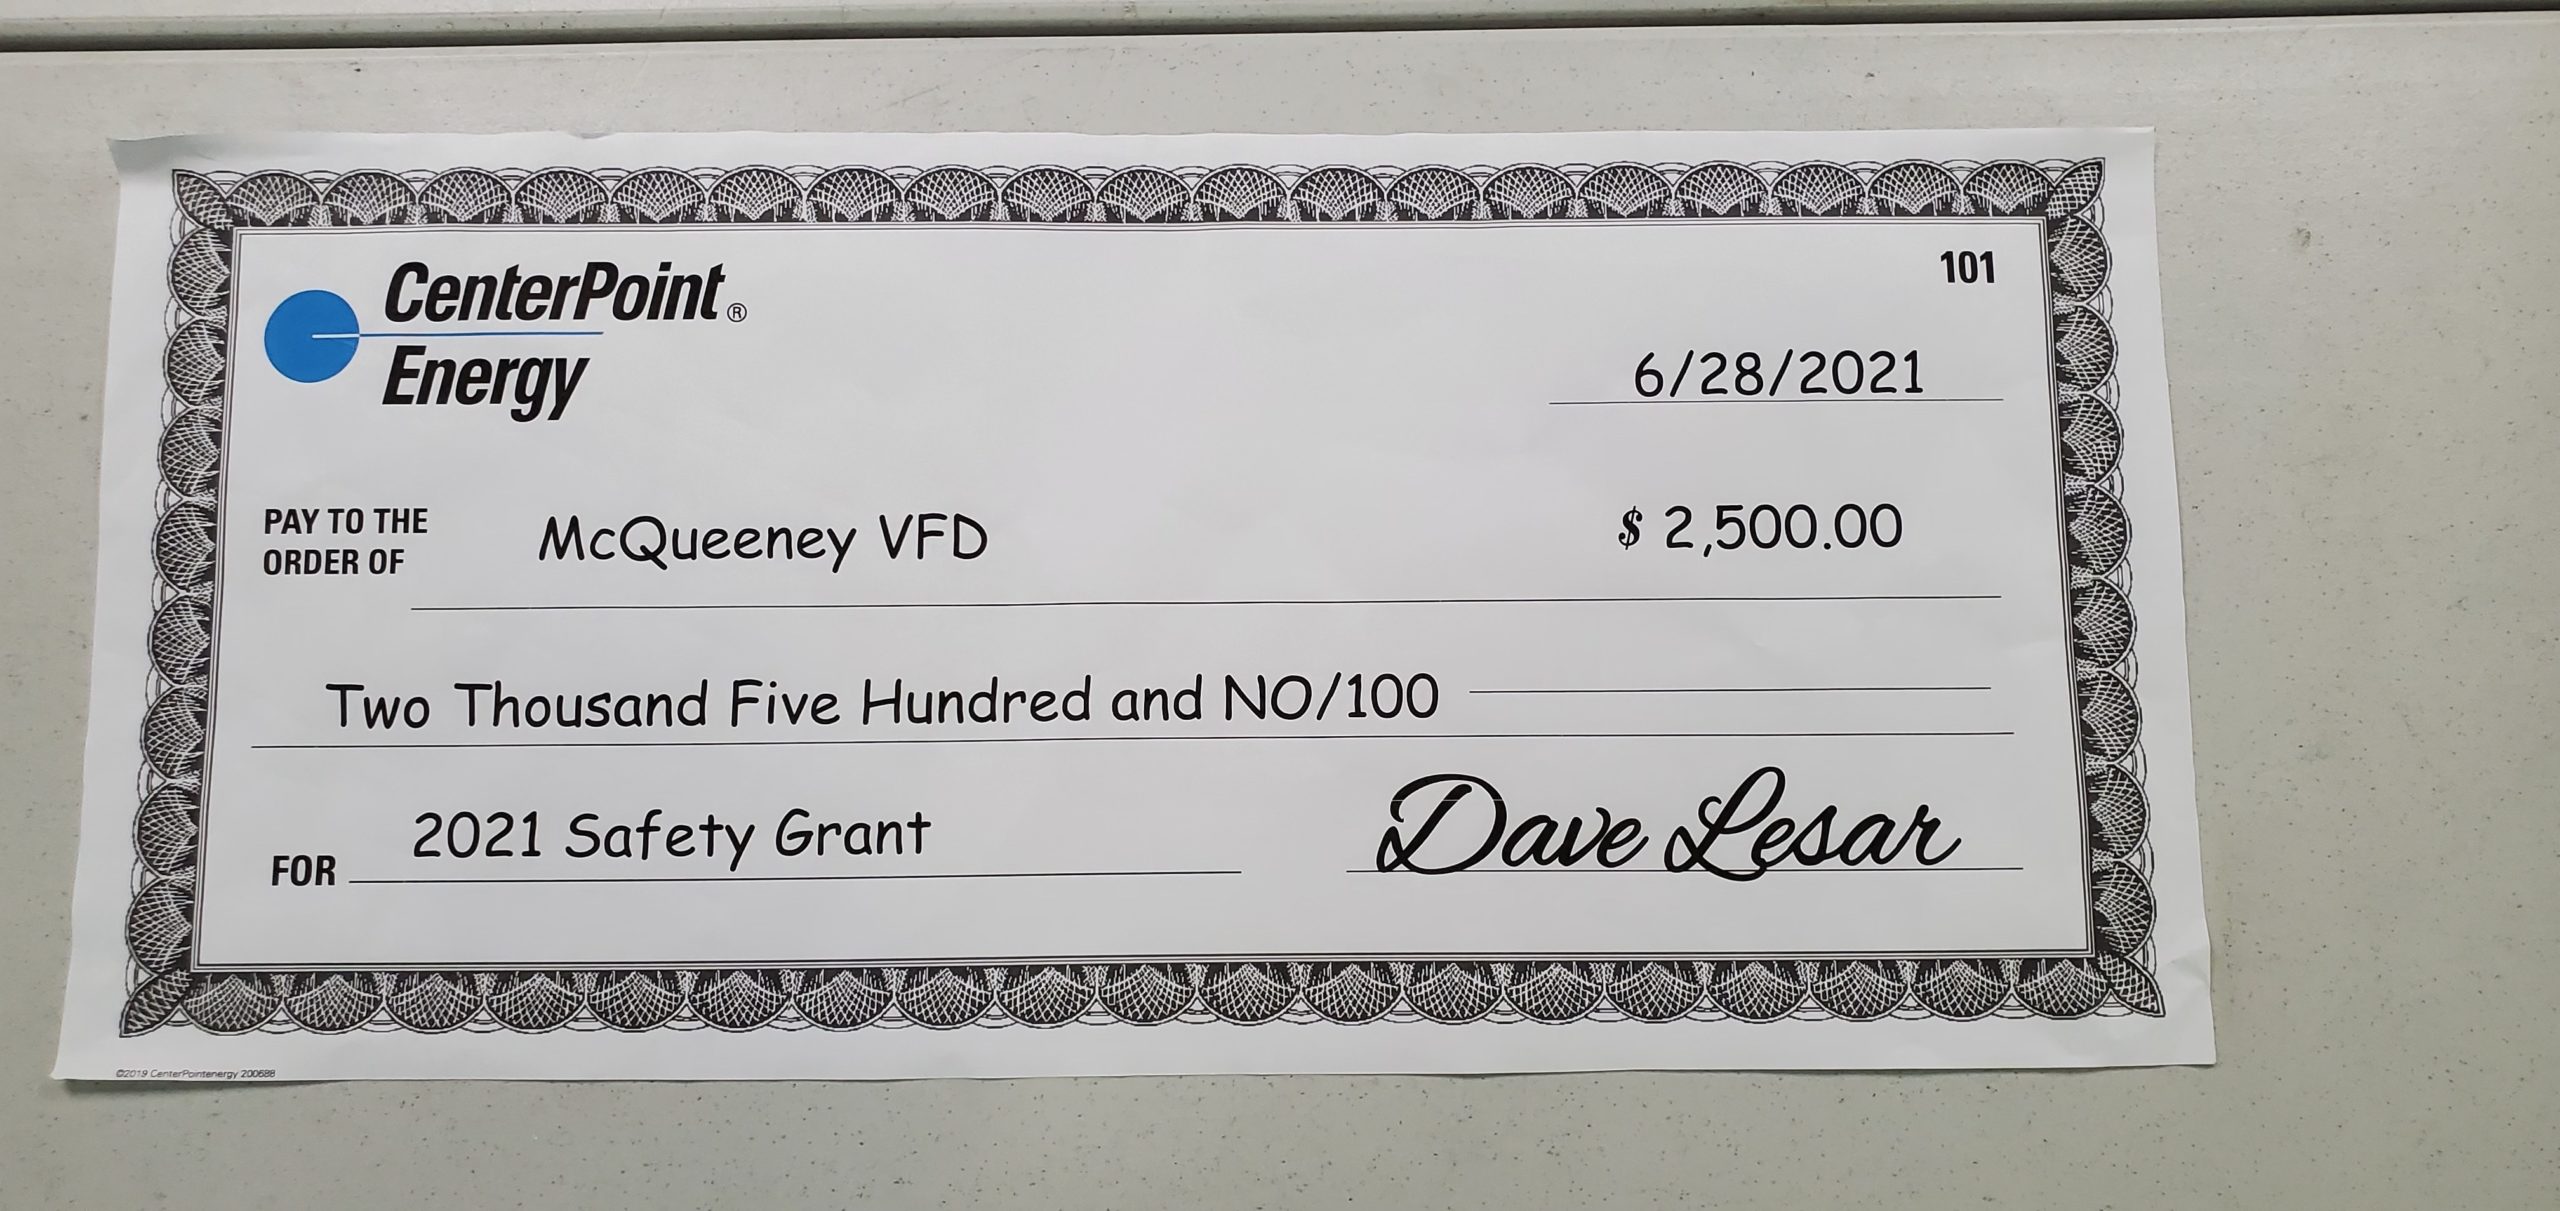 CenterPoint®
Energy
101
6/28/2021
PAY TO THE
ORDER OF
McQueeney VFD
$ 2,500.00
Two Thousand Five Hundred and NO/100
FOR 2021 Safety Grant
Dave Lesar
©2019 CenterPointenergy 200688